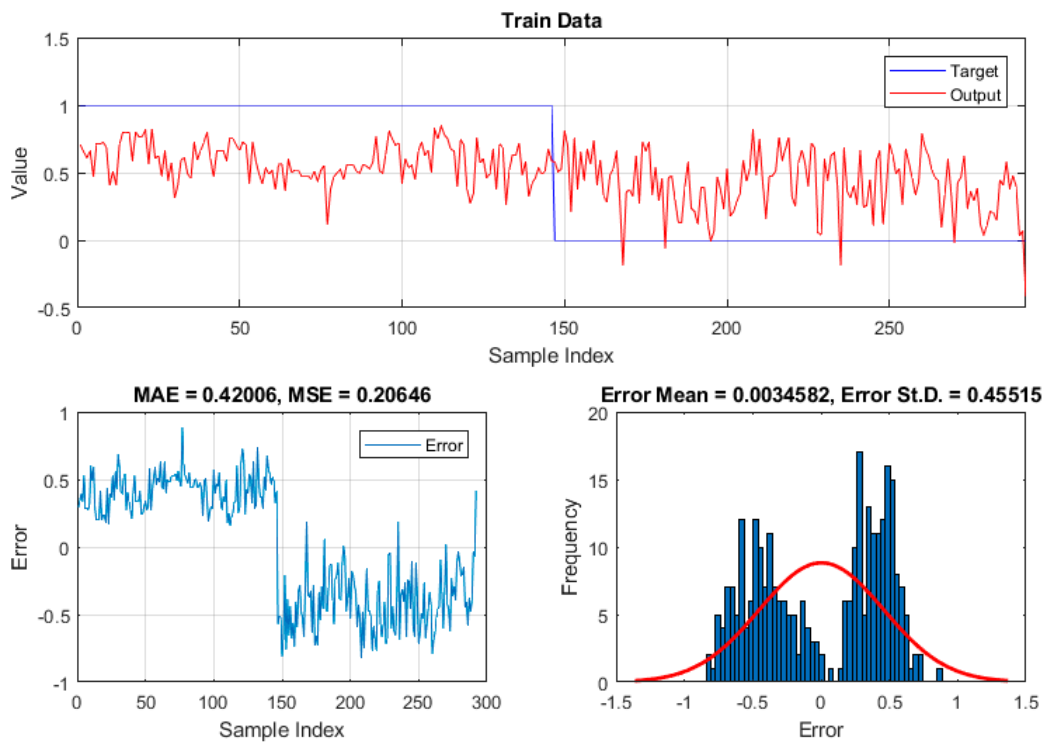 Train Data
1.5
1
0.5
0
-0.5
Value
Target
Output
0
50
100
150
200
250
Sample Index
MAE = 0.42006, MSE = 0.20646
1
0.5
0
-0.5
-1
Error
Error
0
50
100
150
200
250
300
Sample Index
Error Mean = 0.0034582, Error St.D. = 0.45515
20
15
10
5
0
Frequency
-1.5
-1
-0.5
0
0.5
1
1.5
Error